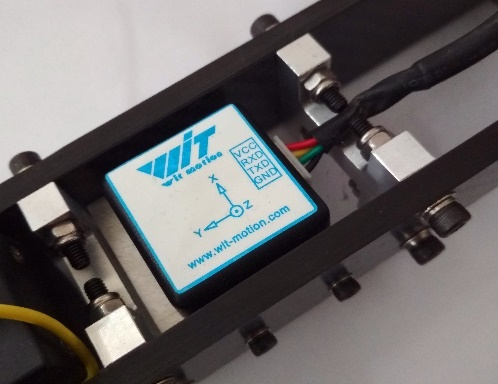 WIT
wit motion
VCC
RXD
TXD
GND
X
Y
Z
www.wit-motion.com